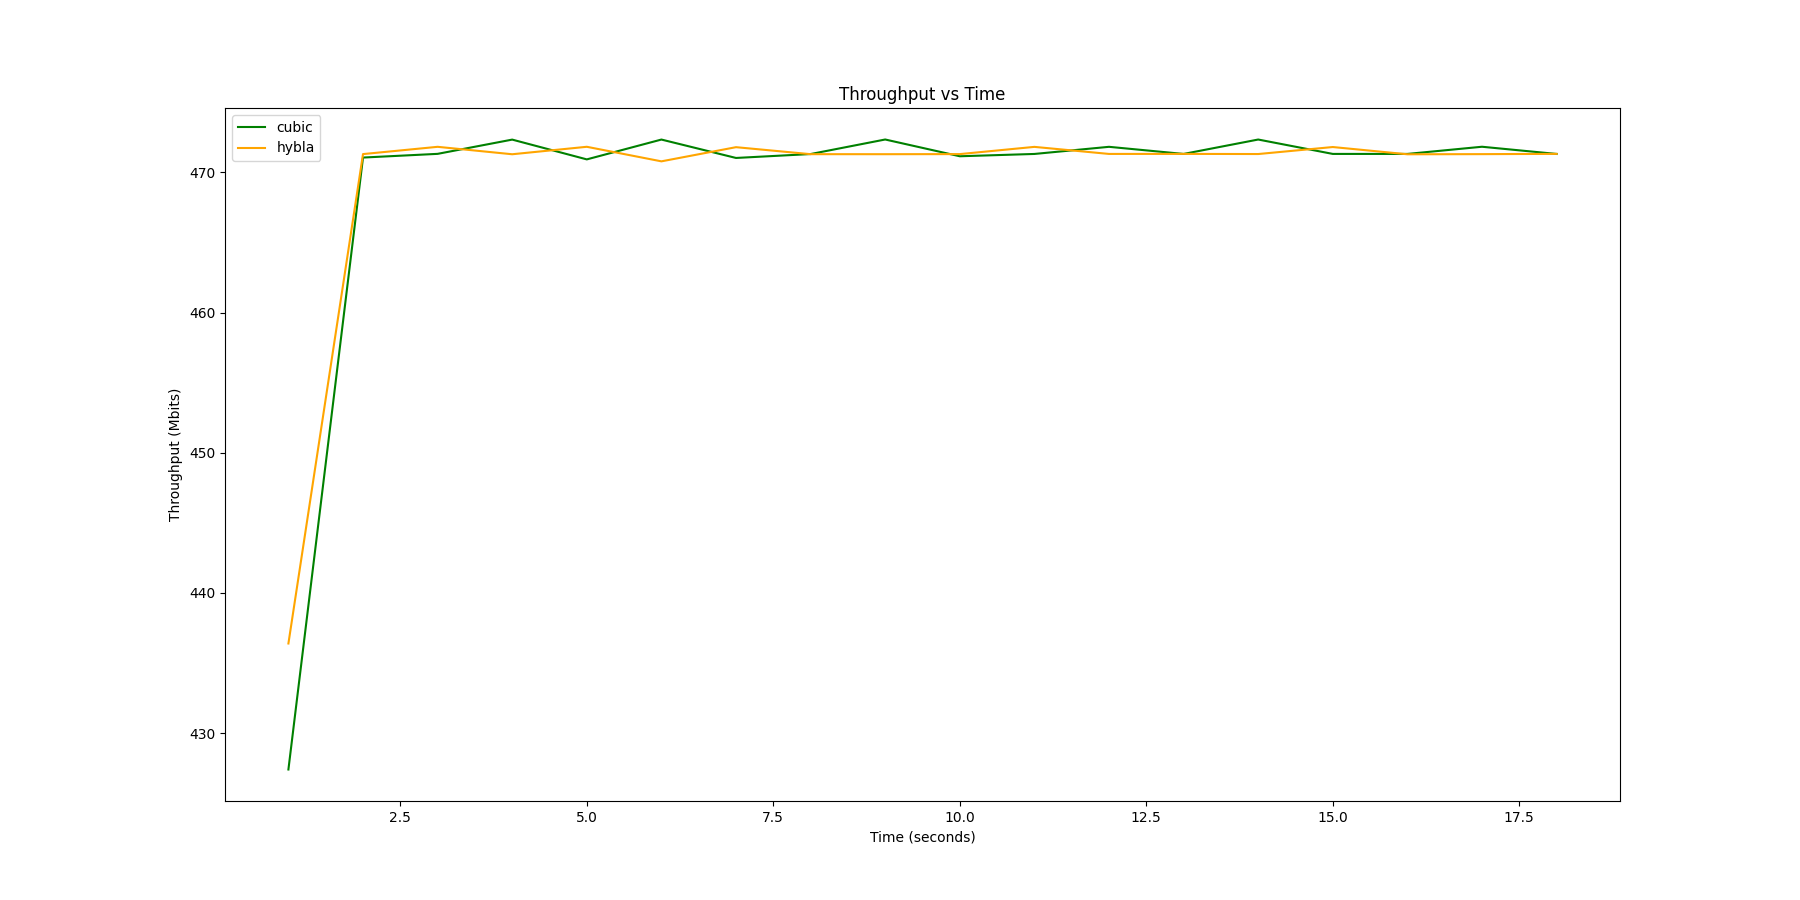 Throughput vs Time
cubic
hybla
470
460
450
440
430
Throughput (Mbits)
2.5 5.0 7.5 10.0 12.5 15.0 17.5
Time (seconds)